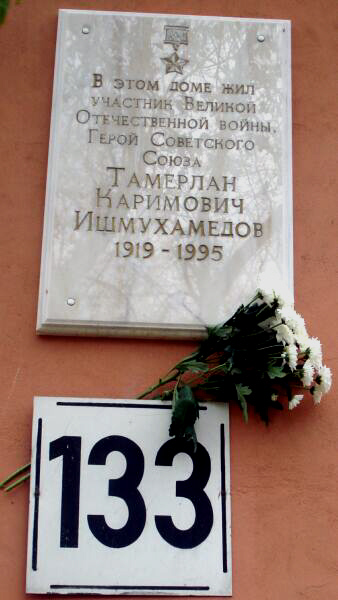 В этом доме жил
участник Великой
Отечественной войны,
Герой Советского
Союза
Тамерлан
Каримович
Ишмухамедов
1919 - 1995
133